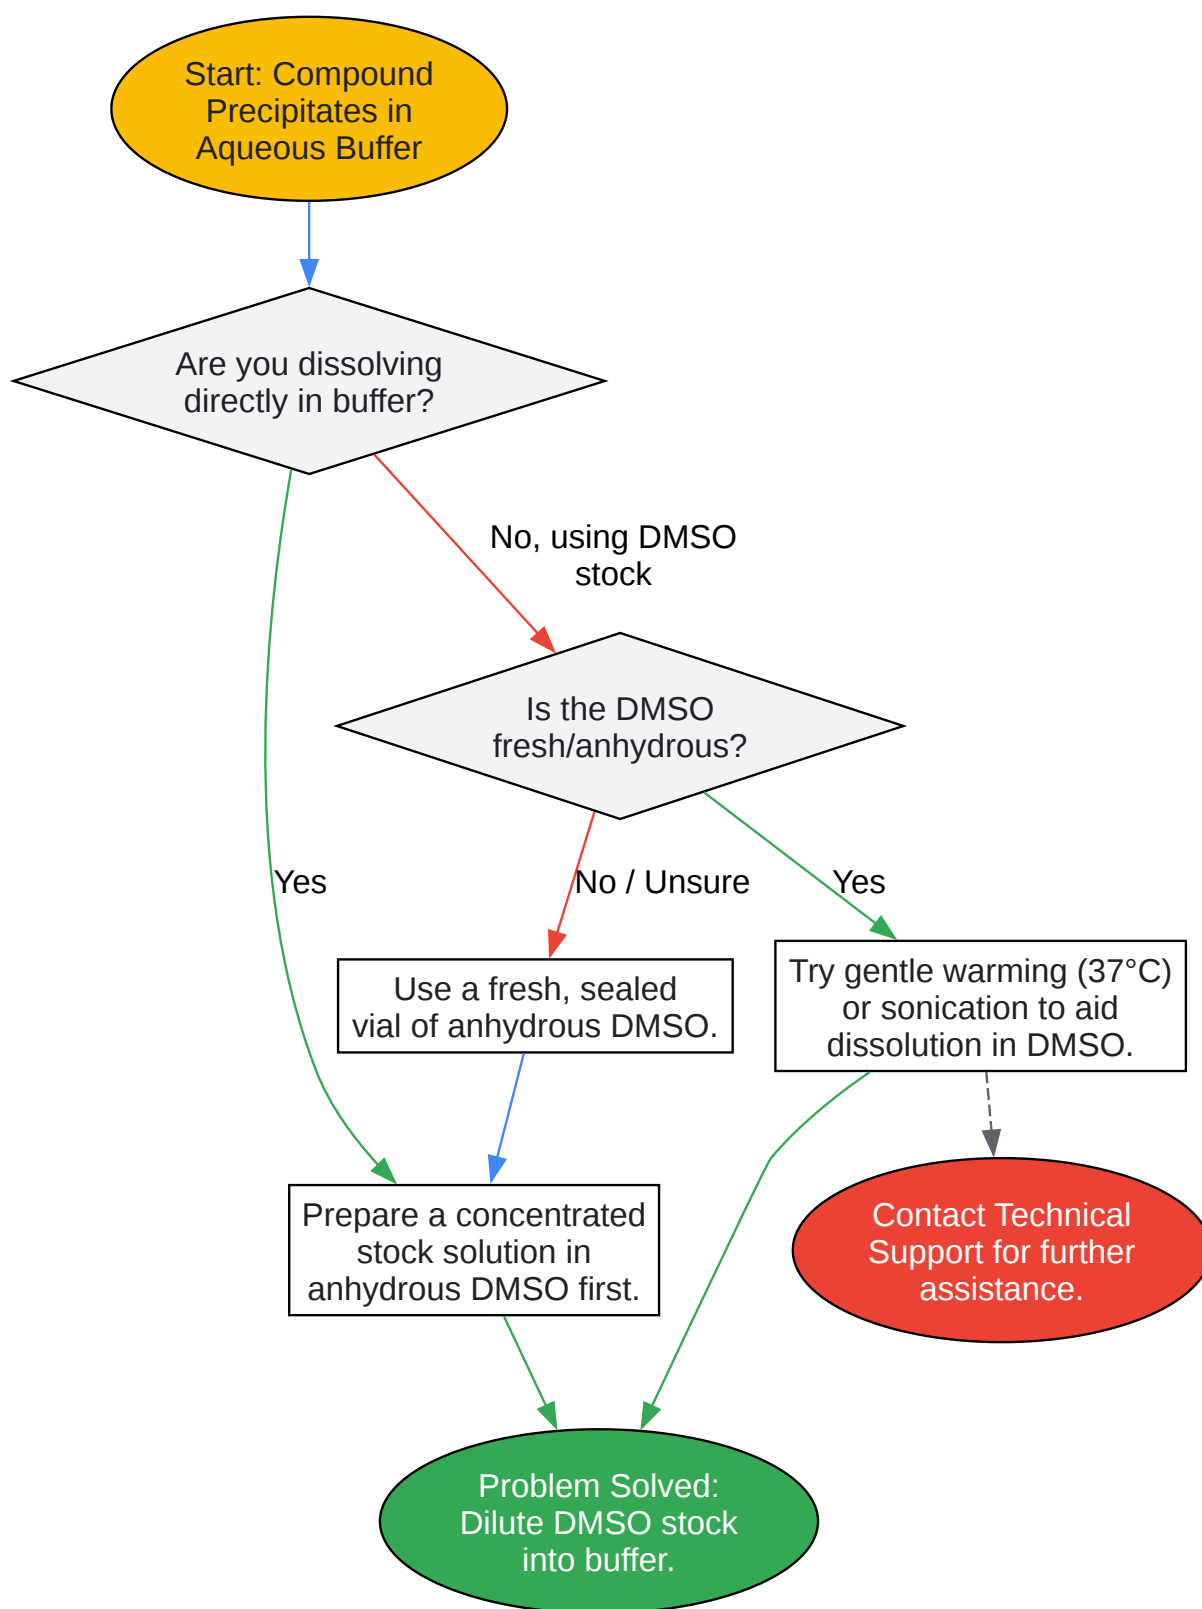 Start: Compound
Precipitates in
Aqueous Buffer
Are you dissolving
directly in buffer?
No, using DMSO
stock
Is the DMSO
fresh/anhydrous?
Yes
No / Unsure
Yes
Use a fresh, sealed
vial of anhydrous DMSO.
Try gentle warming (37°C)
or sonication to aid
dissolution in DMSO.
Prepare a concentrated
stock solution in
anhydrous DMSO first.
Contact Technical
Support for further
assistance.
Problem Solved:
Dilute DMSO stock
into buffer.